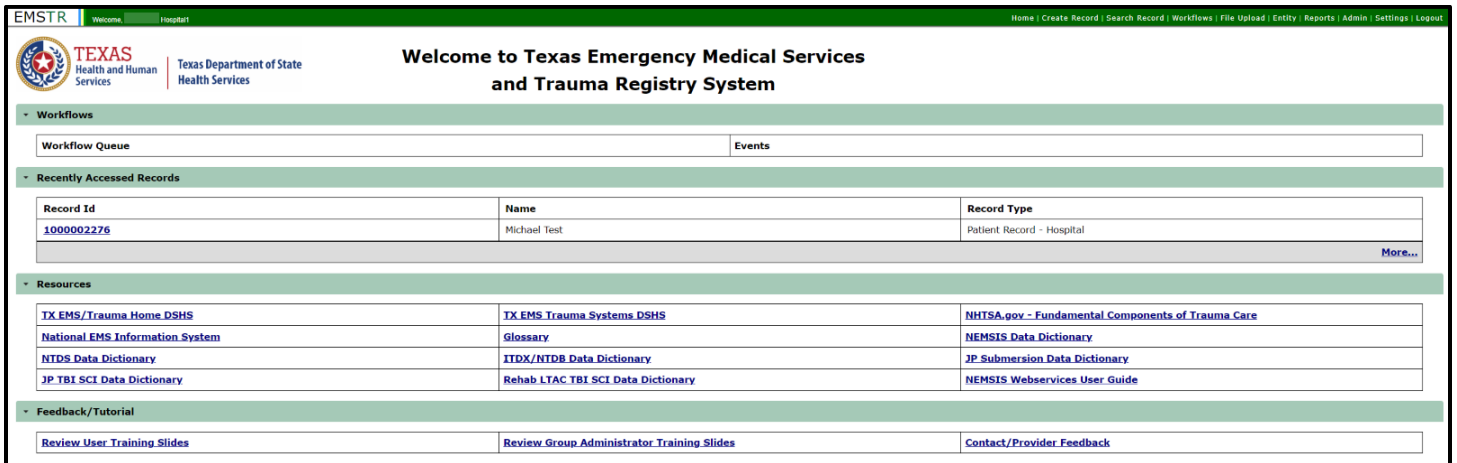 EMSTR Welcome, Hospital1 Home | Create Record | Search Record | Workflows | File Upload | Entity | Reports | Admin | Settings | Logout
TEXAS
Health and Human
Services
Texas Department of State
Health Services
Welcome to Texas Emergency Medical Services
and Trauma Registry System
Workflows
Workflow Queue Events
Recently Accessed Records
Record Id Name Record Type
1000002276 Michael Test Patient Record - Hospital
More...
Resources
TX EMS/Trauma Home DSHS TX EMS Trauma Systems DSHS NHTSA.gov - Fundamental Components of Trauma Care
National EMS Information System Glossary NEMSIS Data Dictionary
NTDS Data Dictionary ITDX/NTDB Data Dictionary JP Submersion Data Dictionary
JP TBI SCI Data Dictionary Rehab LTAC TBI SCI Data Dictionary NEMSIS Webservices User Guide
Feedback/Tutorial
Review User Training Slides Review Group Administrator Training Slides Contact/Provider Feedback